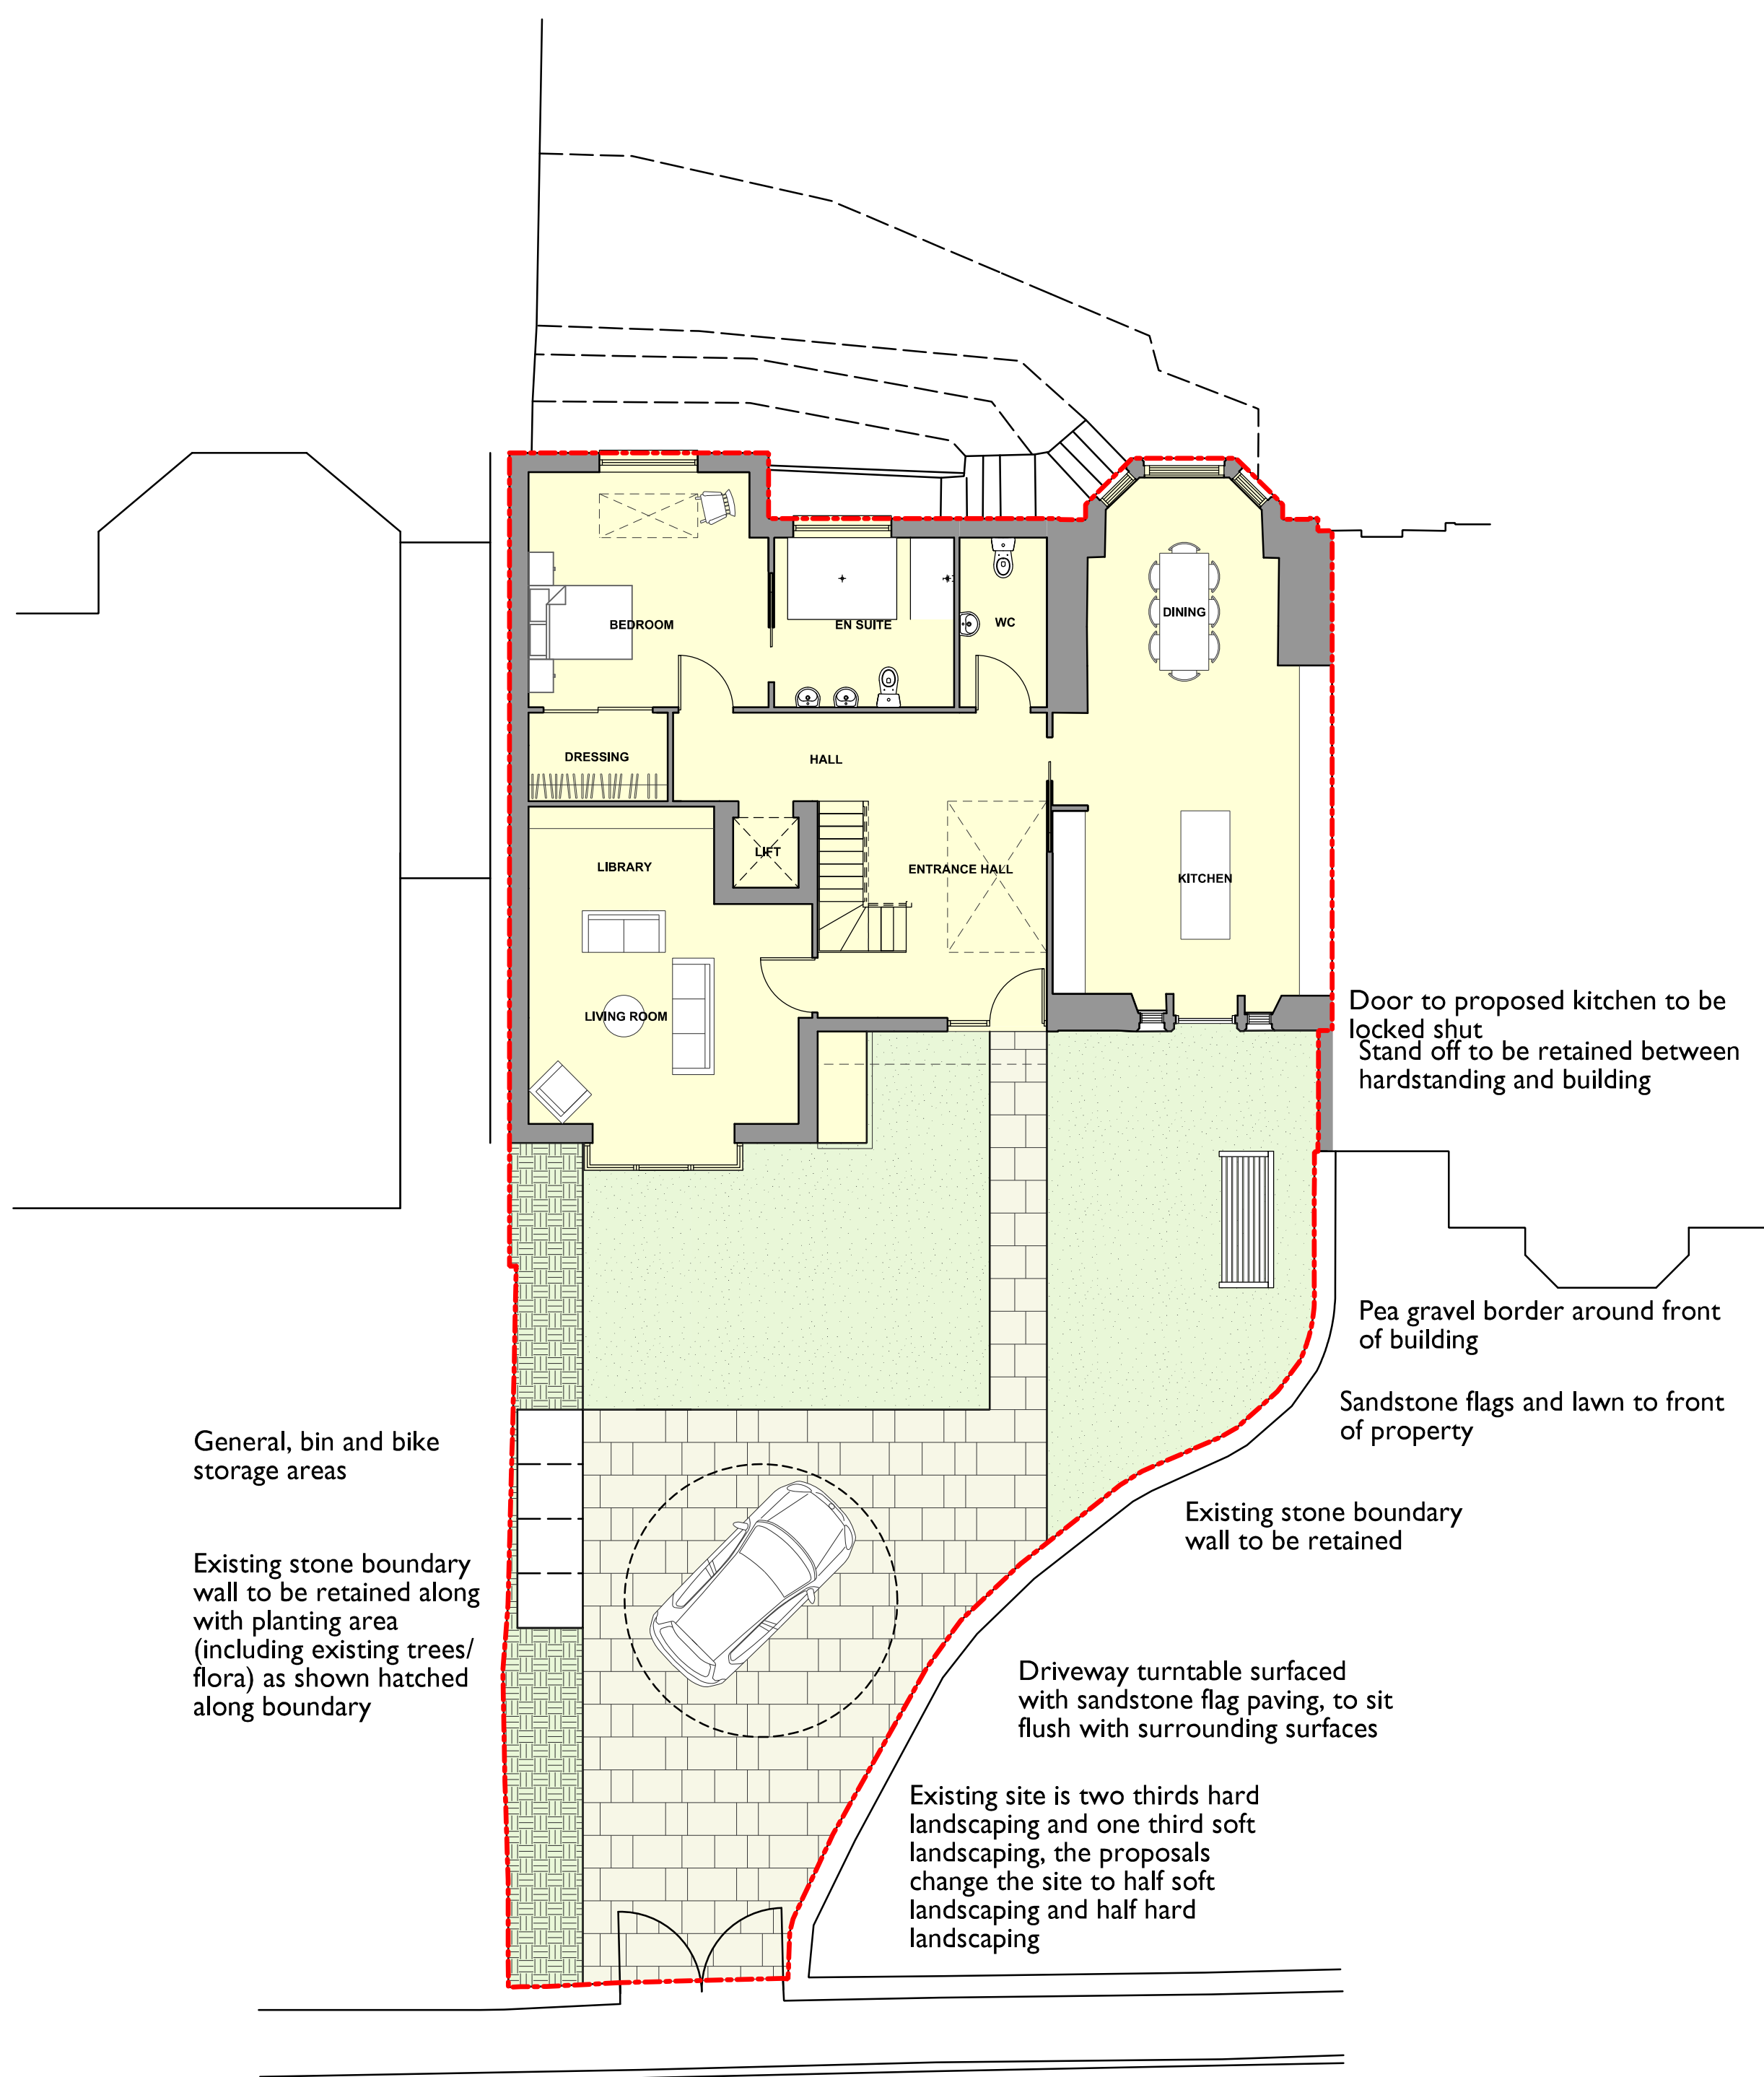 BEDROOM
EN SUITE
WC
DINING
DRESSING
HALL
LIFT
LIBRARY
ENTRANCE HALL
KITCHEN
LIVING ROOM
Door to proposed kitchen to be
locked shut
Stand off to be retained between
hardstanding and building
Pea gravel border around front
of building
Sandstone flags and lawn to front
of property
General, bin and bike
storage areas
Existing stone boundary
wall to be retained
Existing stone boundary
wall to be retained along
with planting area
(including existing trees/
flora) as shown hatched
along boundary
Driveway turntable surfaced
with sandstone flag paving, to sit
flush with surrounding surfaces
Existing site is two thirds hard
landscaping and one third soft
landscaping, the proposals
change the site to half soft
landscaping and half hard
landscaping